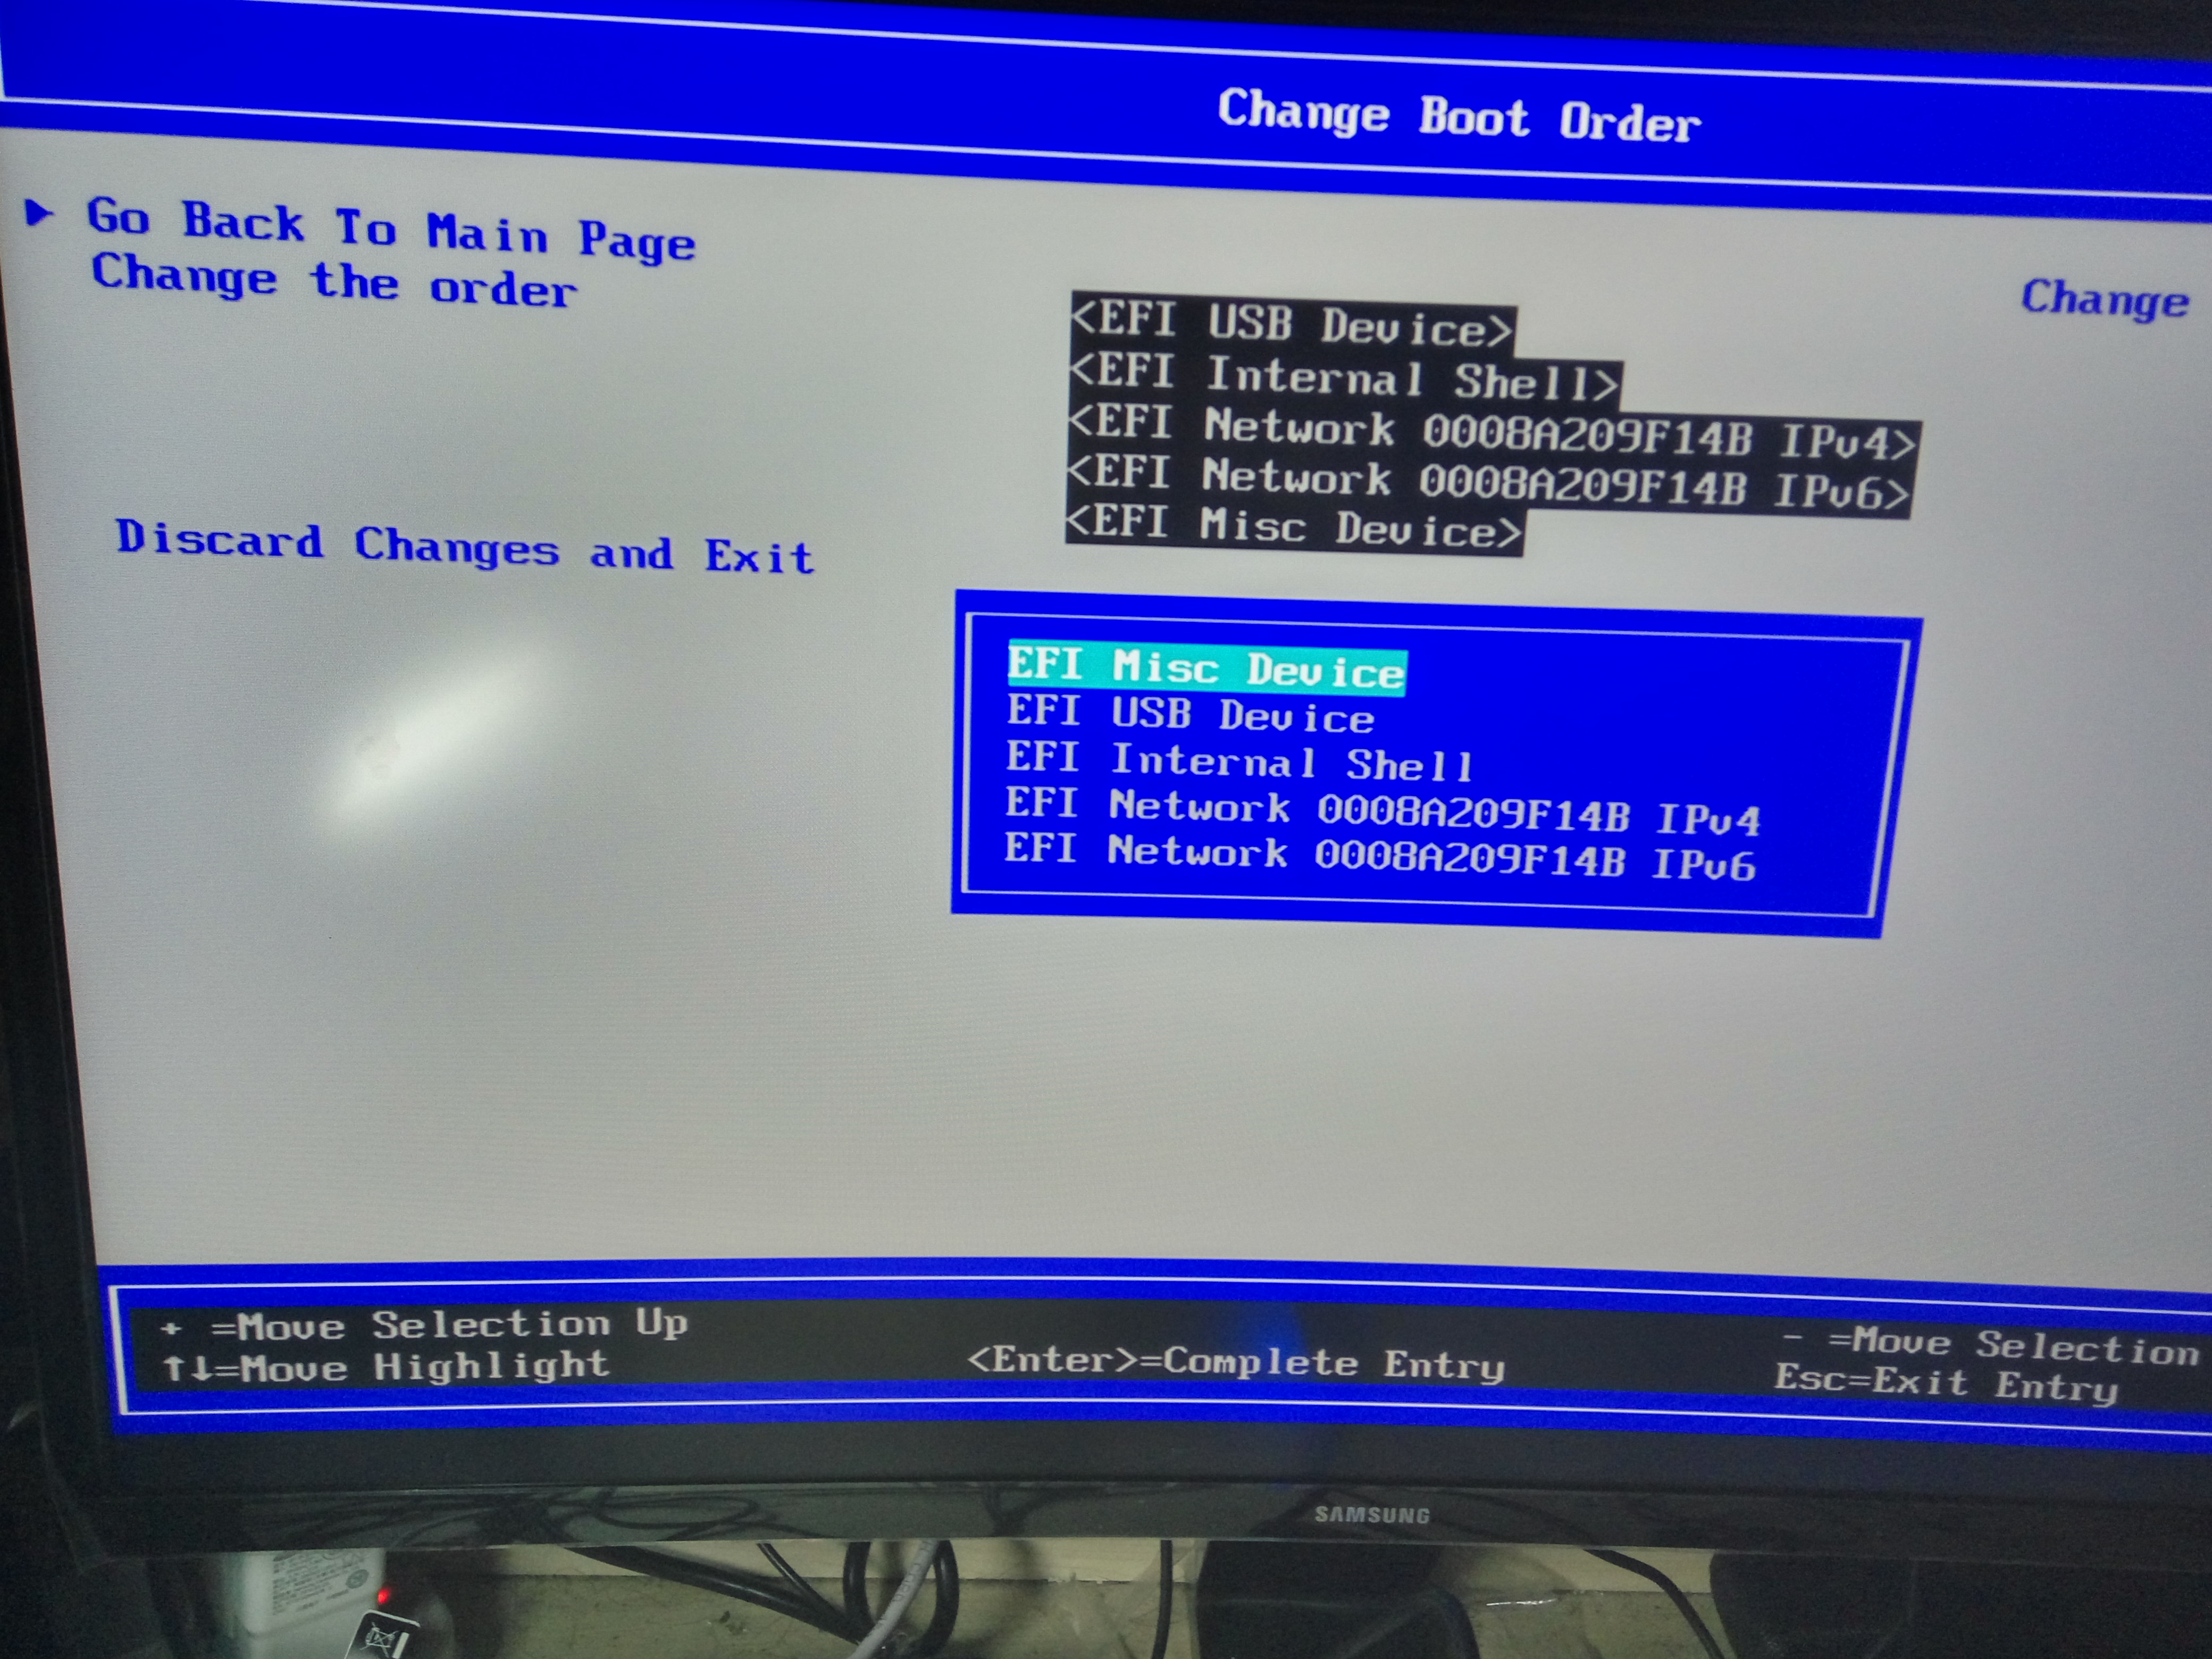 Change Boot Order
Go Back To Main Page
Change the order
Change
<EFI USB Device>
<EFI Internal Shell>
<EFI Network 0008A209F14B IPv4>
<EFI Network 0008A209F14B IPv6>
<EFI Misc Device>
Discard Changes and Exit
EFI Misc Device
EFI USB Device
EFI Internal Shell
EFI Network 0008A209F14B IPv4
EFI Network 0008A209F14B IPv6
+ =Move Selection Up
- =Move Selection
↑↓=Move Highlight
<Enter>=Complete Entry
Esc=Exit Entry
SAMSUNG